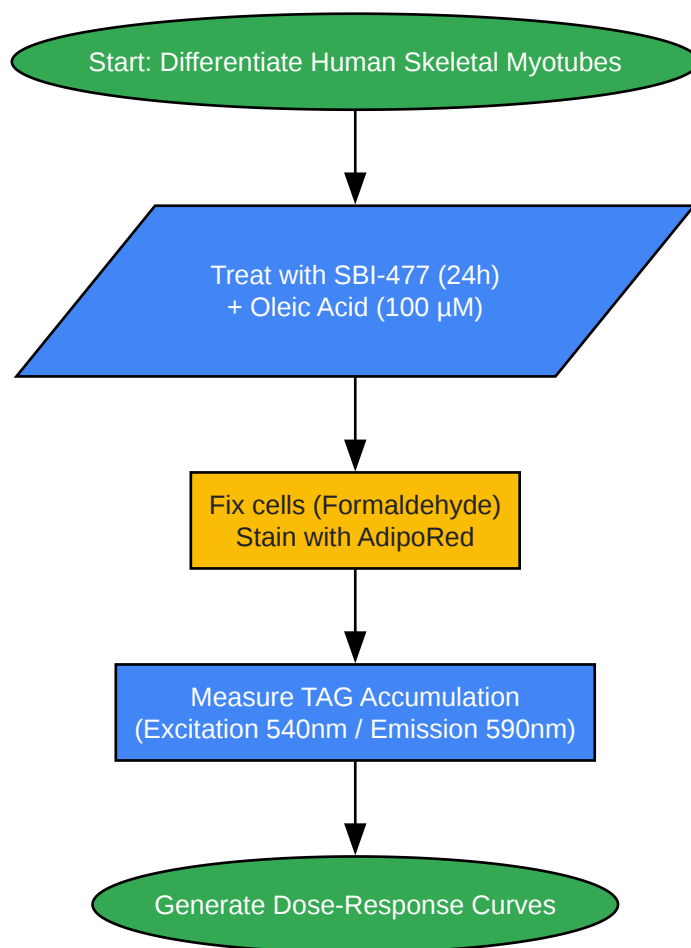 Start: Differentiate Human Skeletal Myotubes
Treat with SBI-477 (24h)
+ Oleic Acid (100 µM)
Fix cells (Formaldehyde)
Stain with AdipoRed
Measure TAG Accumulation
(Excitation 540nm / Emission 590nm)
Generate Dose-Response Curves